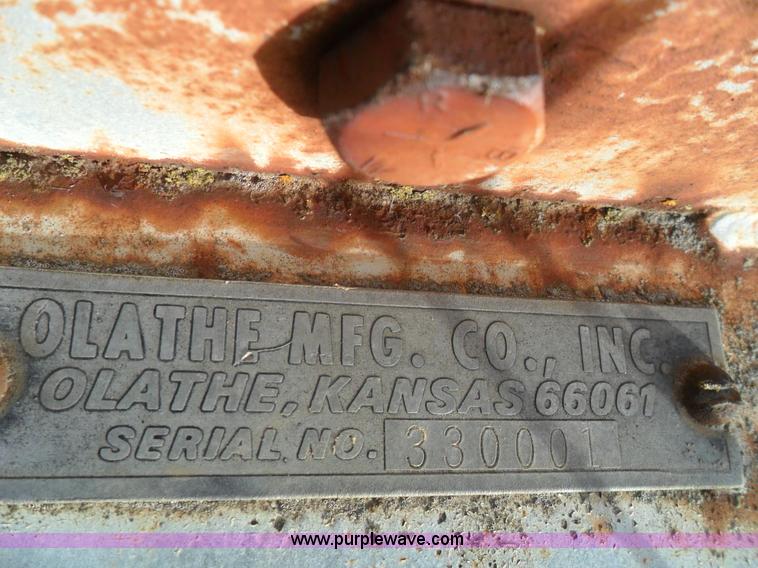 OLATHE MFG. CO., INC.
OLATHE, KANSAS 66061
SERIAL NO. 330001
www.purplewave.com